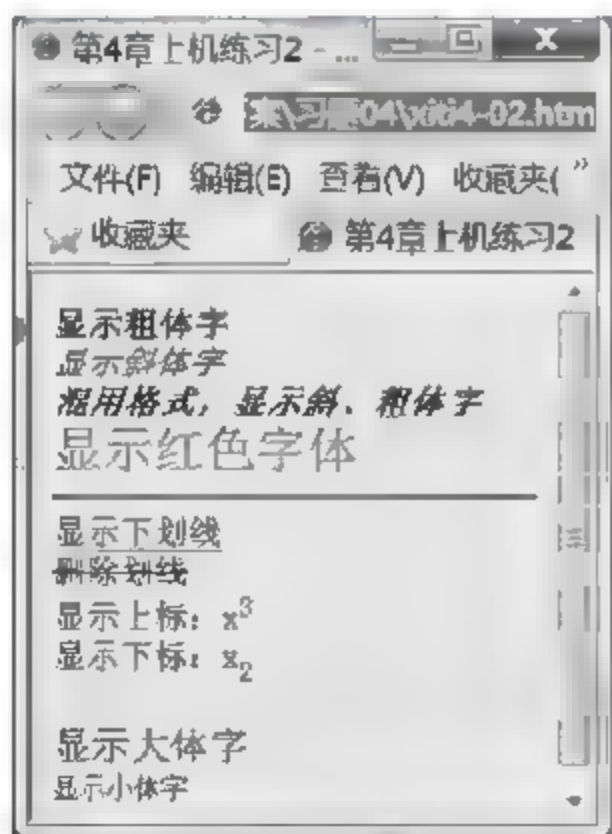 第4章上机练习2 - ...
04\xiti4-02.htm
文件(F) 编辑(E) 查看(V) 收藏夹( »
收藏夹 第4章上机练习2
显示粗体字
显示斜体字
混用格式，显示斜、粗体字
显示红色字体
显示下划线
删除划线
显示上标：x³
显示下标：x₂
显示大体字
显示小体字